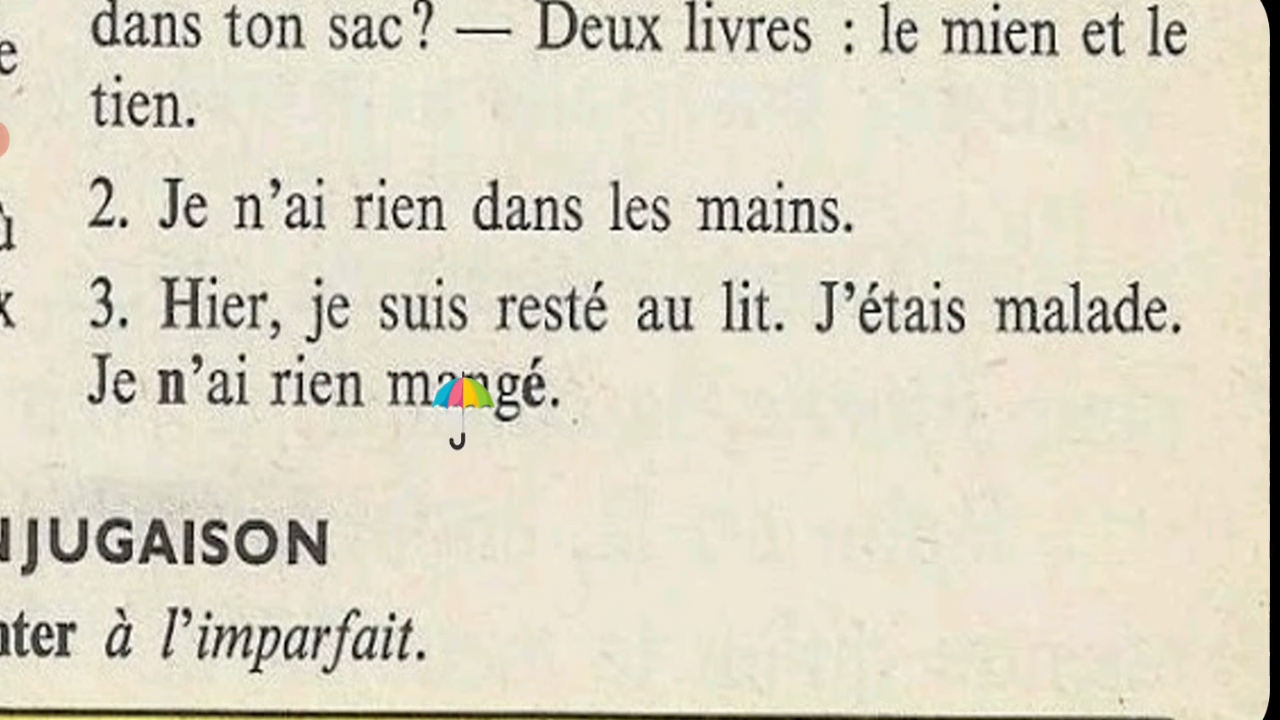 dans ton sac ? — Deux livres : le mien et le
tien.
2. Je n'ai rien dans les mains.
3. Hier, je suis resté au lit. J'étais malade.
Je n'ai rien mangé.
JUGAISON
à l'imparfait.